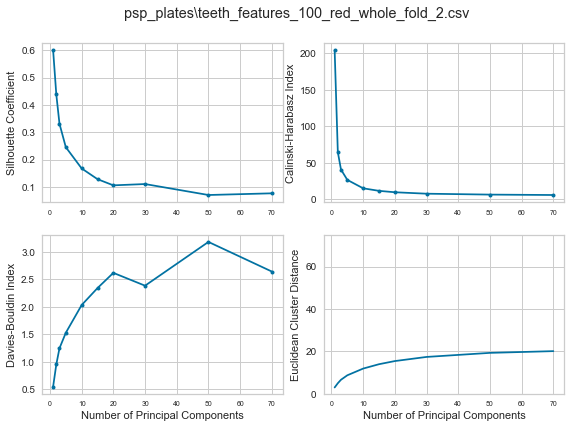 psp_plates\teeth_features_100_red_whole_fold_2.csv
Silhouette Coefficient
0.6
0.5
0.4
0.3
0.2
0.1
0 10 20 30 40 50 60 70
Calinski-Harabasz Index
200
150
100
50
0
0 10 20 30 40 50 60 70
Davies-Bouldin Index
3.0
2.5
2.0
1.5
1.0
0.5
0 10 20 30 40 50 60 70
Number of Principal Components
Euclidean Cluster Distance
60
40
20
0
0 10 20 30 40 50 60 70
Number of Principal Components